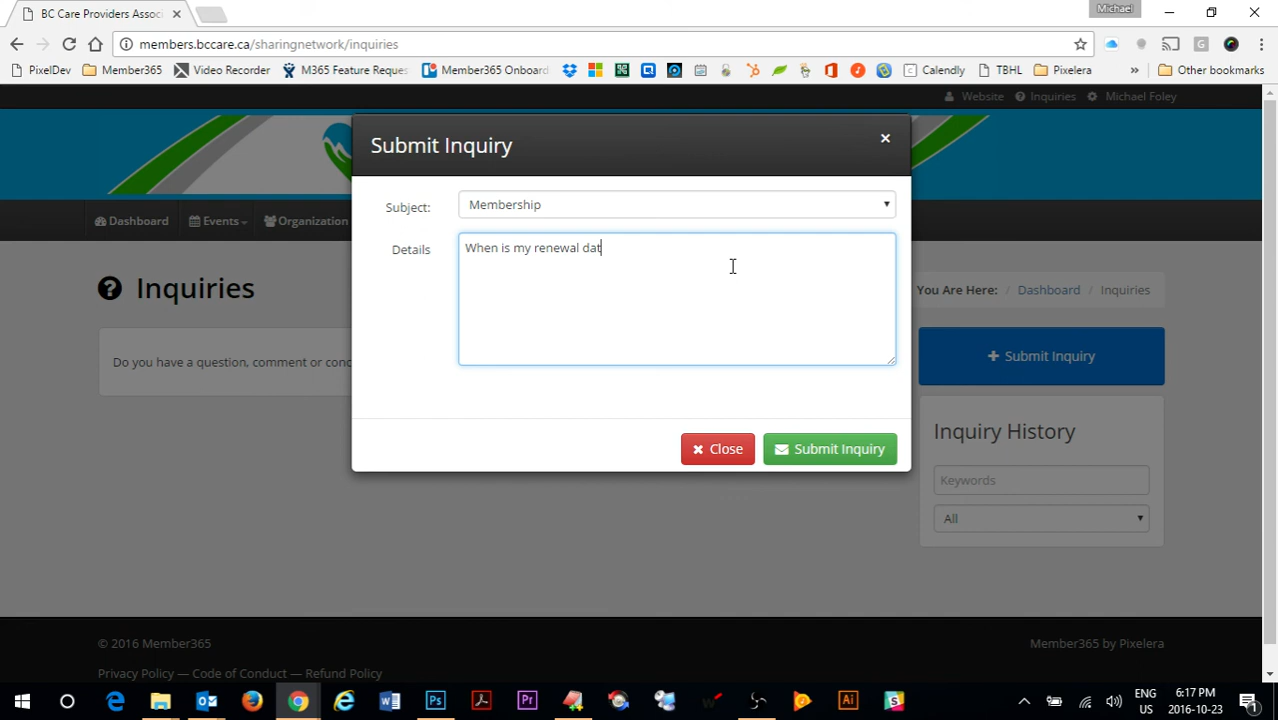 BC Care Providers Assoc
Michael
members.bccare.ca/sharingnetwork/inquiries
PixelDev Member365 Video Recorder M365 Feature Reques Member365 Onboard Calendly TBHL Pixelera » Other bookmarks
Website Inquiries Michael Foley
Submit Inquiry
Dashboard Events Organization
Subject: Membership
Details When is my renewal dat
Inquiries
You Are Here: / Dashboard / Inquiries
Do you have a question, comment or conc
Submit Inquiry
Close Submit Inquiry
Inquiry History
Keywords
All
© 2016 Member365
Member365 by Pixelera
Privacy Policy — Code of Conduct — Refund Policy
ENG 6:17 PM
US 2016-10-23